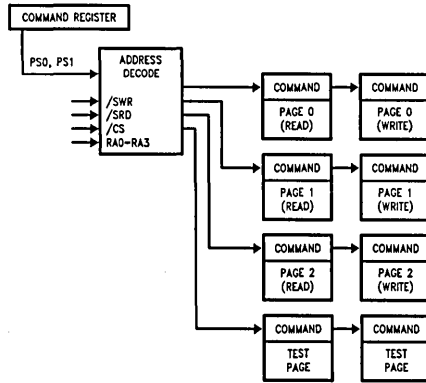 COMMAND REGISTER
PS0, PS1
ADDRESS
DECODE
/SWR
/SRD
/CS
RA0-RA3
COMMAND
PAGE 0
(READ)
COMMAND
PAGE 0
(WRITE)
COMMAND
PAGE 1
(READ)
COMMAND
PAGE 1
(WRITE)
COMMAND
PAGE 2
(READ)
COMMAND
PAGE 2
(WRITE)
COMMAND
TEST
PAGE
COMMAND
TEST
PAGE